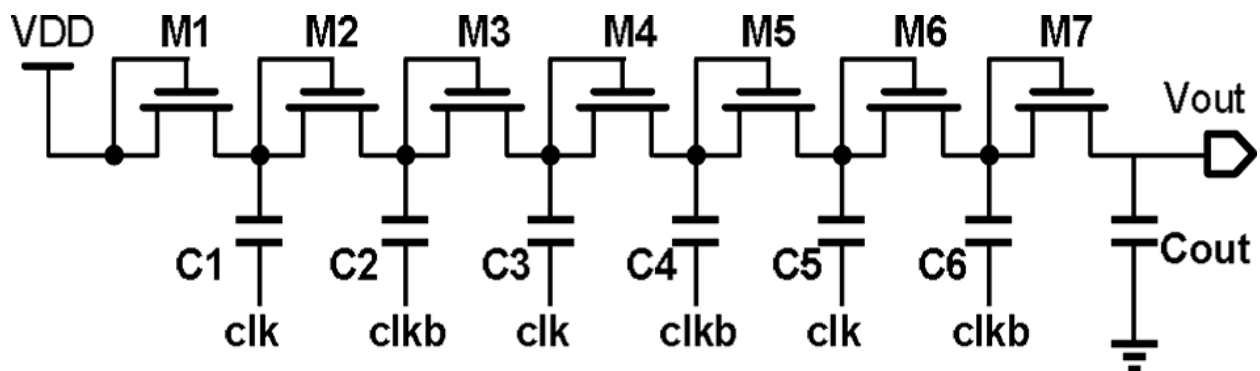 VDD M1 M2 M3 M4 M5 M6 M7
Vout
C1 C2 C3 C4 C5 C6 Cout
clk clkb clk clkb clk clkb